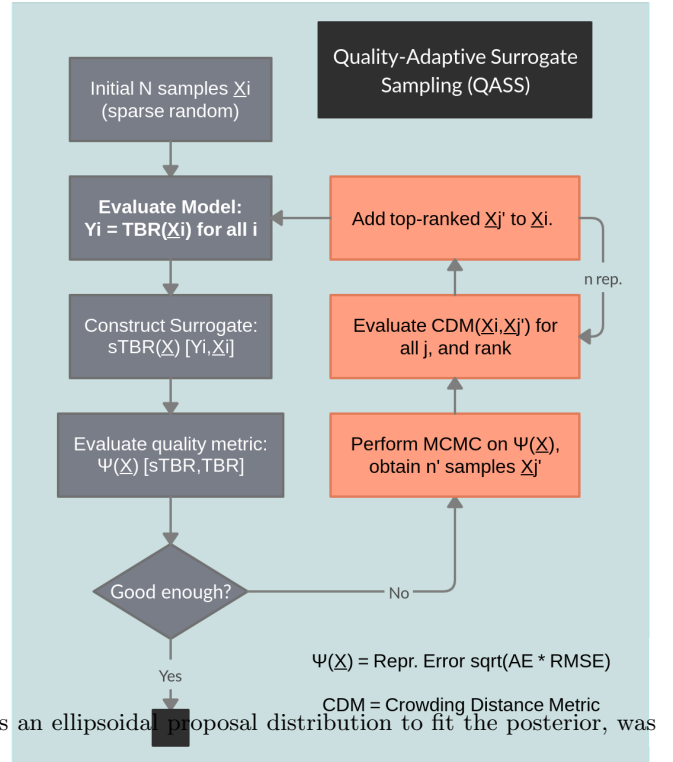 Quality-Adaptive Surrogate
Sampling (QASS)
Initial N samples Xi
(sparse random)
Evaluate Model:
Yi = TBR(Xi) for all i
Construct Surrogate:
sTBR(X) [Yi,Xi]
Evaluate quality metric:
Ψ(X) [sTBR,TBR]
Good enough?
No
Yes
Perform MCMC on Ψ(X),
obtain n' samples Xj'
Evaluate CDM(Xi,Xj') for
all j, and rank
Add top-ranked Xj' to Xi.
n rep.
Ψ(X) = Repr. Error sqrt(AE * RMSE)
CDM = Crowding Distance Metric
s an ellipsoidal proposal distribution to fit the posterior, was